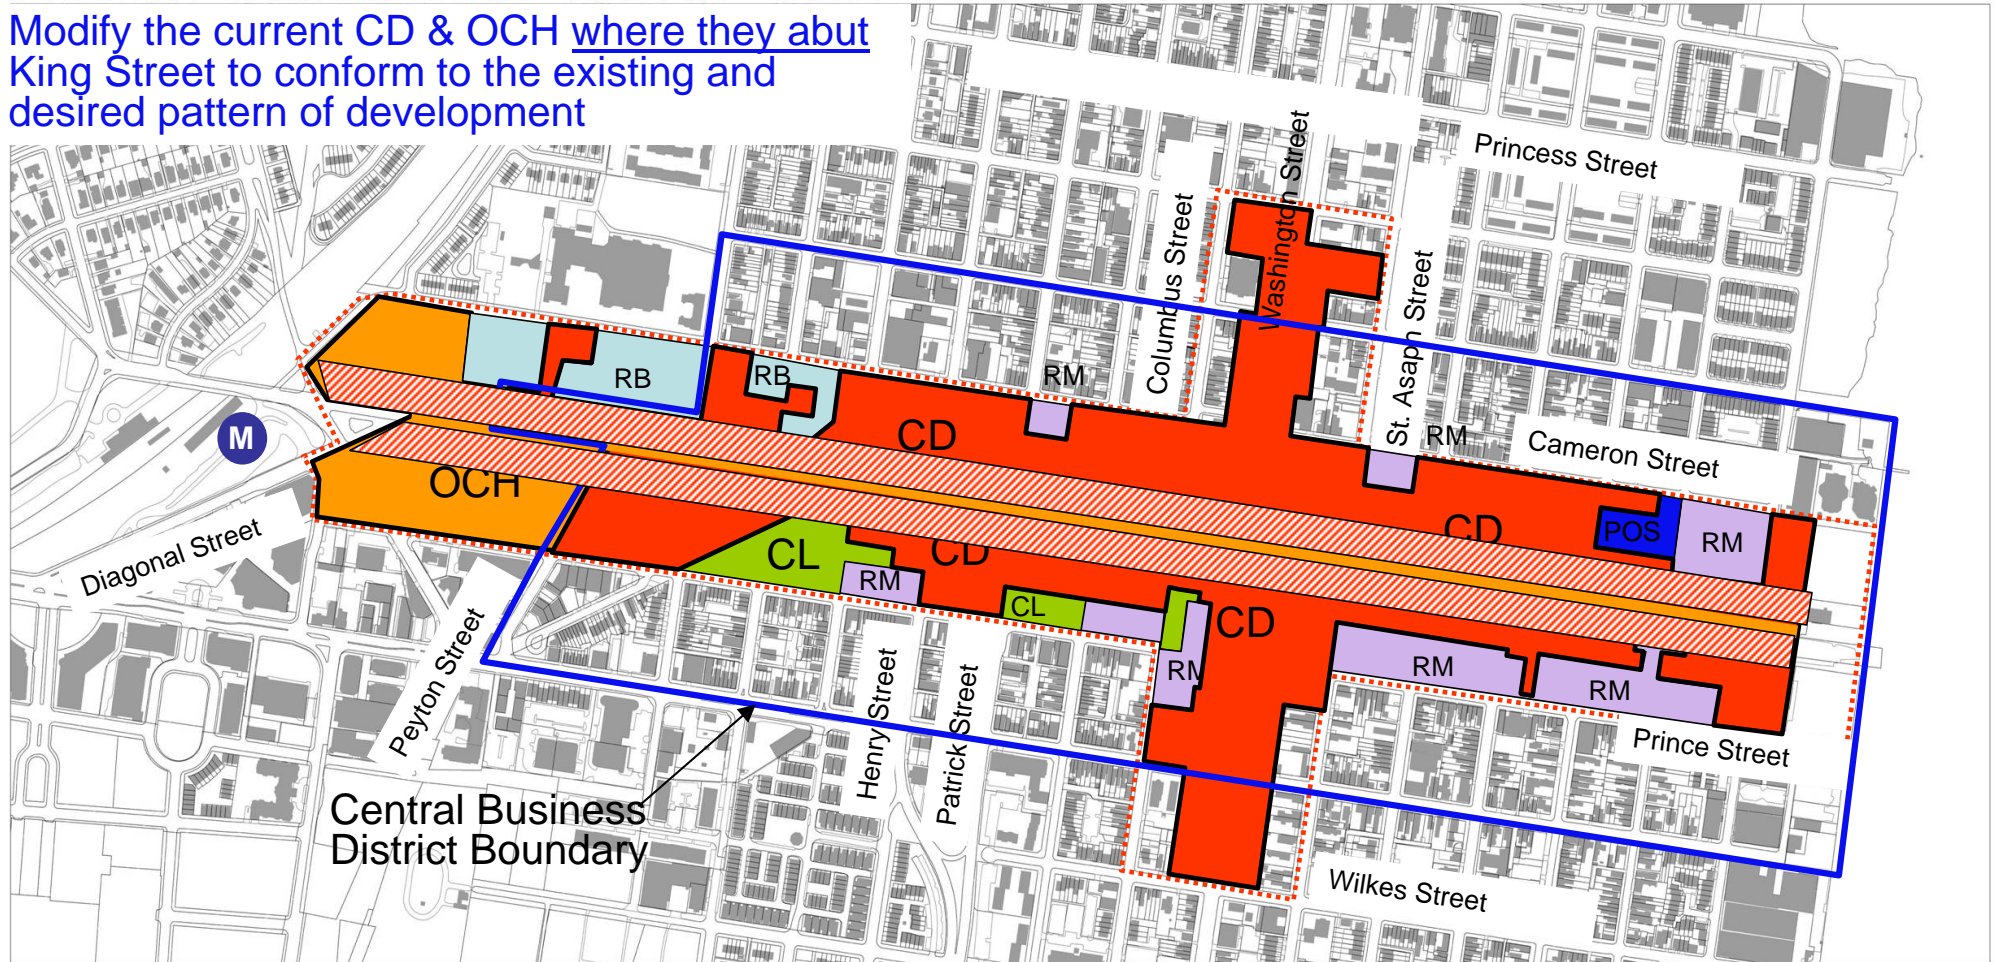 Modify the current CD & OCH where they abut
King Street to conform to the existing and
desired pattern of development
Princess Street
Washington Street
Columbus Street
St. Asaph Street
RB
RB
RM
RM
CD
Cameron Street
M
OCH
CD
POS
RM
Diagonal Street
CL
CD
RM
CL
CD
Peyton Street
RM
RM
RM
Henry Street
Patrick Street
Prince Street
Central Business
District Boundary
Wilkes Street